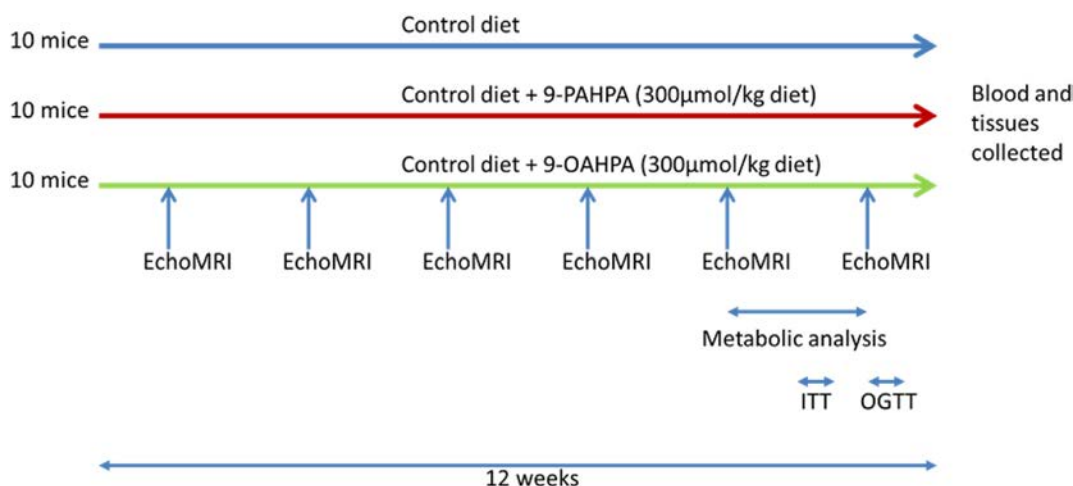 Control diet
10 mice
Control diet + 9-PAHPA (300µmol/kg diet)
10 mice
Blood and
tissues
collected
Control diet + 9-OAHPA (300µmol/kg diet)
10 mice
EchoMRI EchoMRI EchoMRI EchoMRI EchoMRI EchoMRI
Metabolic analysis
ITT OGTT
12 weeks